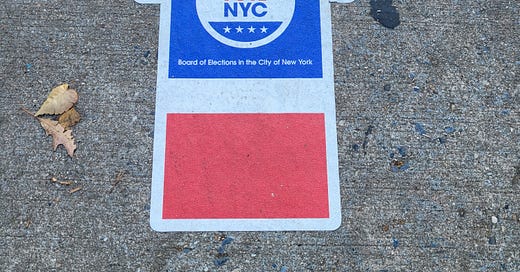 NYC
Board of Elections in the City of New York